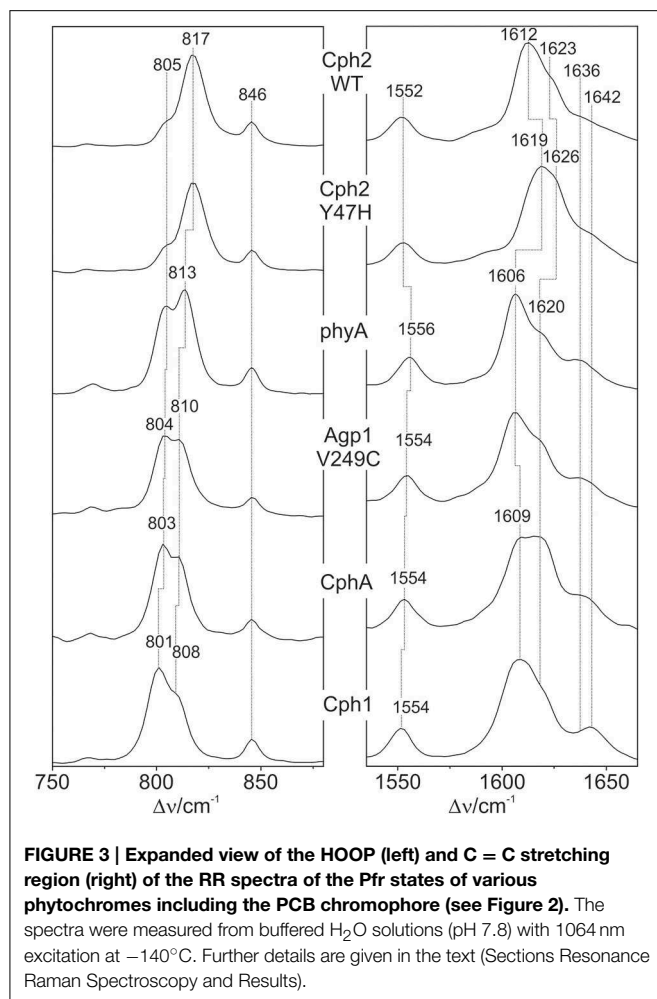 817
805
846
1612
1623
1636
1642
1552
1619
1626
Cph2
WT
Cph2
Y47H
813
1606
1620
phyA
1556
810
804
Agp1
V249C
1554
803
1609
CphA
1554
801
808
Cph1
1554
750 800 850
1550 1600 1650
Δν/cm⁻¹
Δν/cm⁻¹
FIGURE 3 | Expanded view of the HOOP (left) and C = C stretching
region (right) of the RR spectra of the Pfr states of various
phytochromes including the PCB chromophore (see Figure 2). The
spectra were measured from buffered H₂O solutions (pH 7.8) with 1064 nm
excitation at −140°C. Further details are given in the text (Sections Resonance
Raman Spectroscopy and Results).